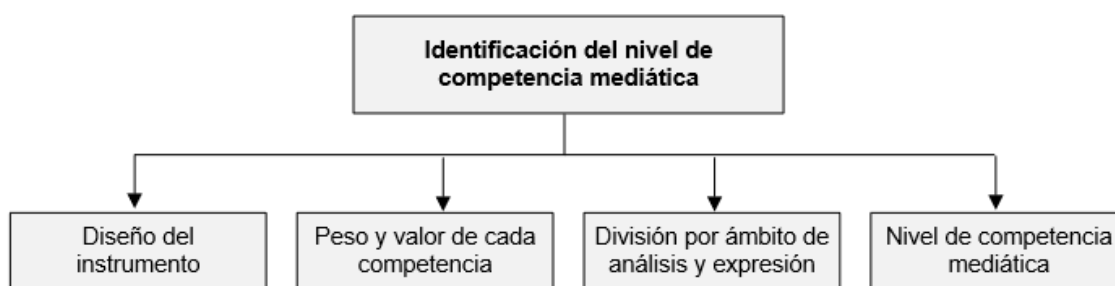 Identificación del nivel de
competencia mediática
Diseño del
instrumento
Peso y valor de cada
competencia
División por ámbito de
análisis y expresión
Nivel de competencia
mediática